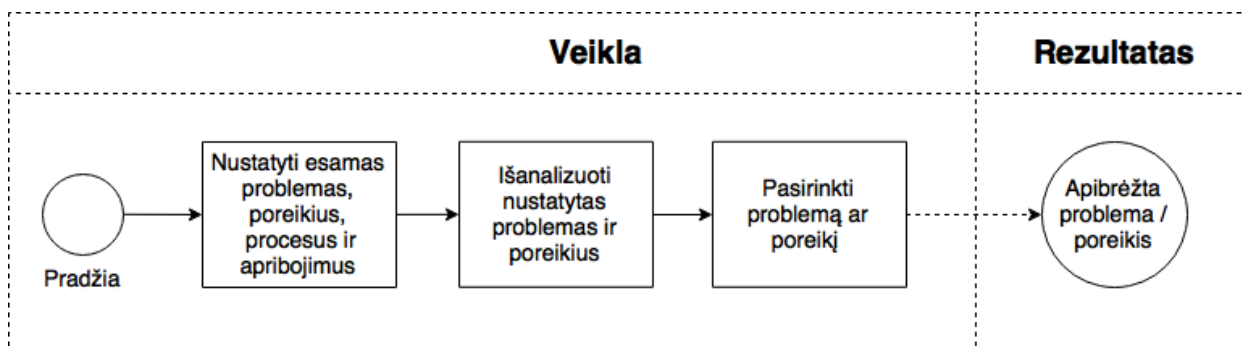 Veikla
Rezultatas
Pradžia
Nustatyti esamas
problemas,
poreikius,
procesus ir
apribojimus
Išanalizuoti
nustatytas
problemas ir
poreikius
Pasirinkti
problemą ar
poreikį
Apibrėžta
problema /
poreikis